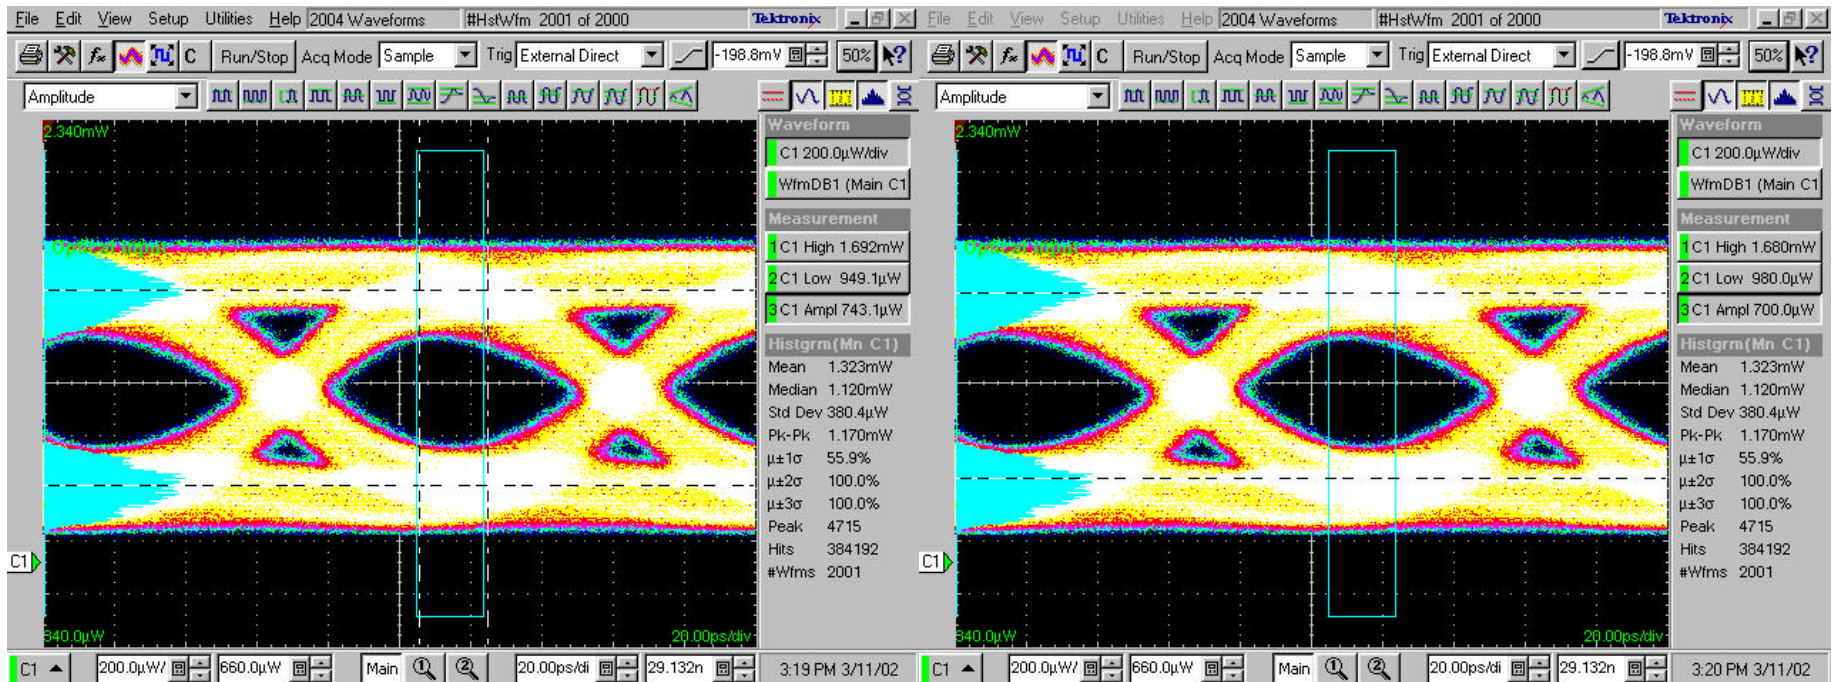 File Edit View Setup Utilities Help 2004 Waveforms #HstWfm 2001 of 2000 Tektronix
Run/Stop Acq Mode Sample Trig External Direct -198.8mV 50%
Amplitude
2.340mW
Optical Input
C1
340.0µW
20.00ps/div
Waveform
C1 200.0µW/div
WfmDB1 (Main C1
Measurement
1 C1 High 1.692mW
2 C1 Low 949.1µW
3 C1 Ampl 743.1µW
Histgrm(Mn C1)
Mean 1.323mW
Median 1.120mW
Std Dev 380.4µW
Pk-Pk 1.170mW
µ±1σ 55.9%
µ±2σ 100.0%
µ±3σ 100.0%
Peak 4715
Hits 384192
#Wfms 2001
C1 200.0µW/ 660.0µW Main 1 2 20.00ps/di 29.132n 3:19 PM 3/11/02
File Edit View Setup Utilities Help 2004 Waveforms #HstWfm 2001 of 2000 Tektronix
Run/Stop Acq Mode Sample Trig External Direct -198.8mV 50%
Amplitude
2.340mW
Optical Input
C1
340.0µW
20.00ps/div
Waveform
C1 200.0µW/div
WfmDB1 (Main C1
Measurement
1 C1 High 1.680mW
2 C1 Low 980.0µW
3 C1 Ampl 700.0µW
Histgrm(Mn C1)
Mean 1.323mW
Median 1.120mW
Std Dev 380.4µW
Pk-Pk 1.170mW
µ±1σ 55.9%
µ±2σ 100.0%
µ±3σ 100.0%
Peak 4715
Hits 384192
#Wfms 2001
C1 200.0µW/ 660.0µW Main 1 2 20.00ps/di 29.132n 3:20 PM 3/11/02